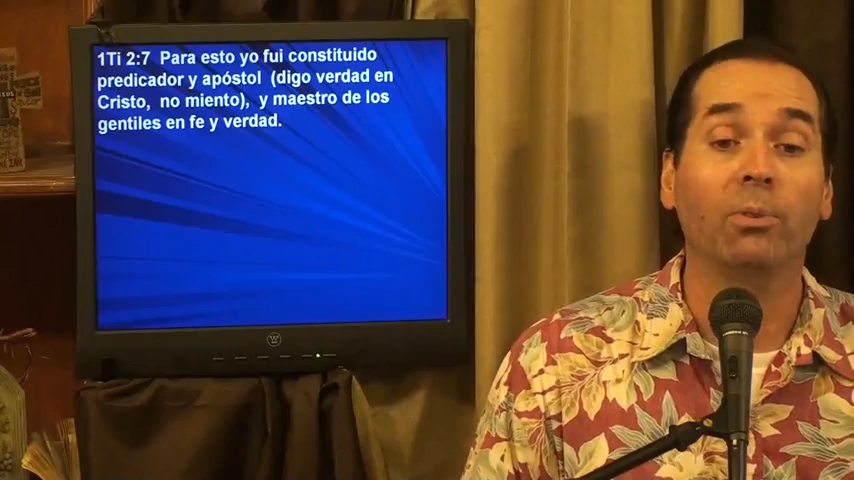 1Ti 2:7 Para esto yo fui constituido
predicador y apóstol (digo verdad en
Cristo, no miento), y maestro de los
gentiles en fe y verdad.